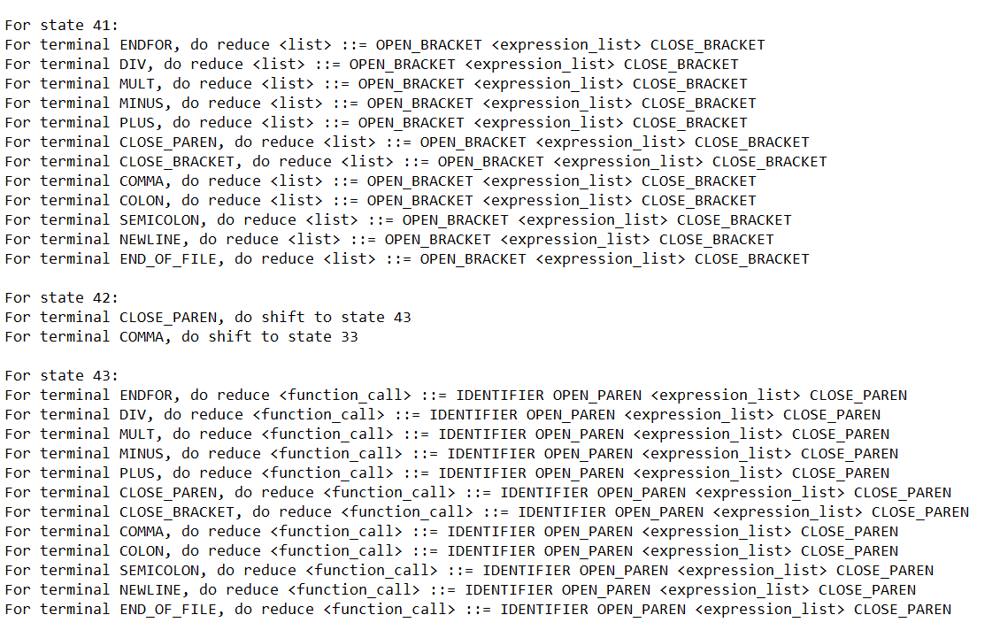 For state 41:
For terminal ENDFOR, do reduce <list> ::= OPEN_BRACKET <expression_list> CLOSE_BRACKET
For terminal DIV, do reduce <list> ::= OPEN_BRACKET <expression_list> CLOSE_BRACKET
For terminal MULT, do reduce <list> ::= OPEN_BRACKET <expression_list> CLOSE_BRACKET
For terminal MINUS, do reduce <list> ::= OPEN_BRACKET <expression_list> CLOSE_BRACKET
For terminal PLUS, do reduce <list> ::= OPEN_BRACKET <expression_list> CLOSE_BRACKET
For terminal CLOSE_PAREN, do reduce <list> ::= OPEN_BRACKET <expression_list> CLOSE_BRACKET
For terminal CLOSE_BRACKET, do reduce <list> ::= OPEN_BRACKET <expression_list> CLOSE_BRACKET
For terminal COMMA, do reduce <list> ::= OPEN_BRACKET <expression_list> CLOSE_BRACKET
For terminal COLON, do reduce <list> ::= OPEN_BRACKET <expression_list> CLOSE_BRACKET
For terminal SEMICOLON, do reduce <list> ::= OPEN_BRACKET <expression_list> CLOSE_BRACKET
For terminal NEWLINE, do reduce <list> ::= OPEN_BRACKET <expression_list> CLOSE_BRACKET
For terminal END_OF_FILE, do reduce <list> ::= OPEN_BRACKET <expression_list> CLOSE_BRACKET

For state 42:
For terminal CLOSE_PAREN, do shift to state 43
For terminal COMMA, do shift to state 33

For state 43:
For terminal ENDFOR, do reduce <function_call> ::= IDENTIFIER OPEN_PAREN <expression_list> CLOSE_PAREN
For terminal DIV, do reduce <function_call> ::= IDENTIFIER OPEN_PAREN <expression_list> CLOSE_PAREN
For terminal MULT, do reduce <function_call> ::= IDENTIFIER OPEN_PAREN <expression_list> CLOSE_PAREN
For terminal MINUS, do reduce <function_call> ::= IDENTIFIER OPEN_PAREN <expression_list> CLOSE_PAREN
For terminal PLUS, do reduce <function_call> ::= IDENTIFIER OPEN_PAREN <expression_list> CLOSE_PAREN
For terminal CLOSE_PAREN, do reduce <function_call> ::= IDENTIFIER OPEN_PAREN <expression_list> CLOSE_PAREN
For terminal CLOSE_BRACKET, do reduce <function_call> ::= IDENTIFIER OPEN_PAREN <expression_list> CLOSE_PAREN
For terminal COMMA, do reduce <function_call> ::= IDENTIFIER OPEN_PAREN <expression_list> CLOSE_PAREN
For terminal COLON, do reduce <function_call> ::= IDENTIFIER OPEN_PAREN <expression_list> CLOSE_PAREN
For terminal SEMICOLON, do reduce <function_call> ::= IDENTIFIER OPEN_PAREN <expression_list> CLOSE_PAREN
For terminal NEWLINE, do reduce <function_call> ::= IDENTIFIER OPEN_PAREN <expression_list> CLOSE_PAREN
For terminal END_OF_FILE, do reduce <function_call> ::= IDENTIFIER OPEN_PAREN <expression_list> CLOSE_PAREN